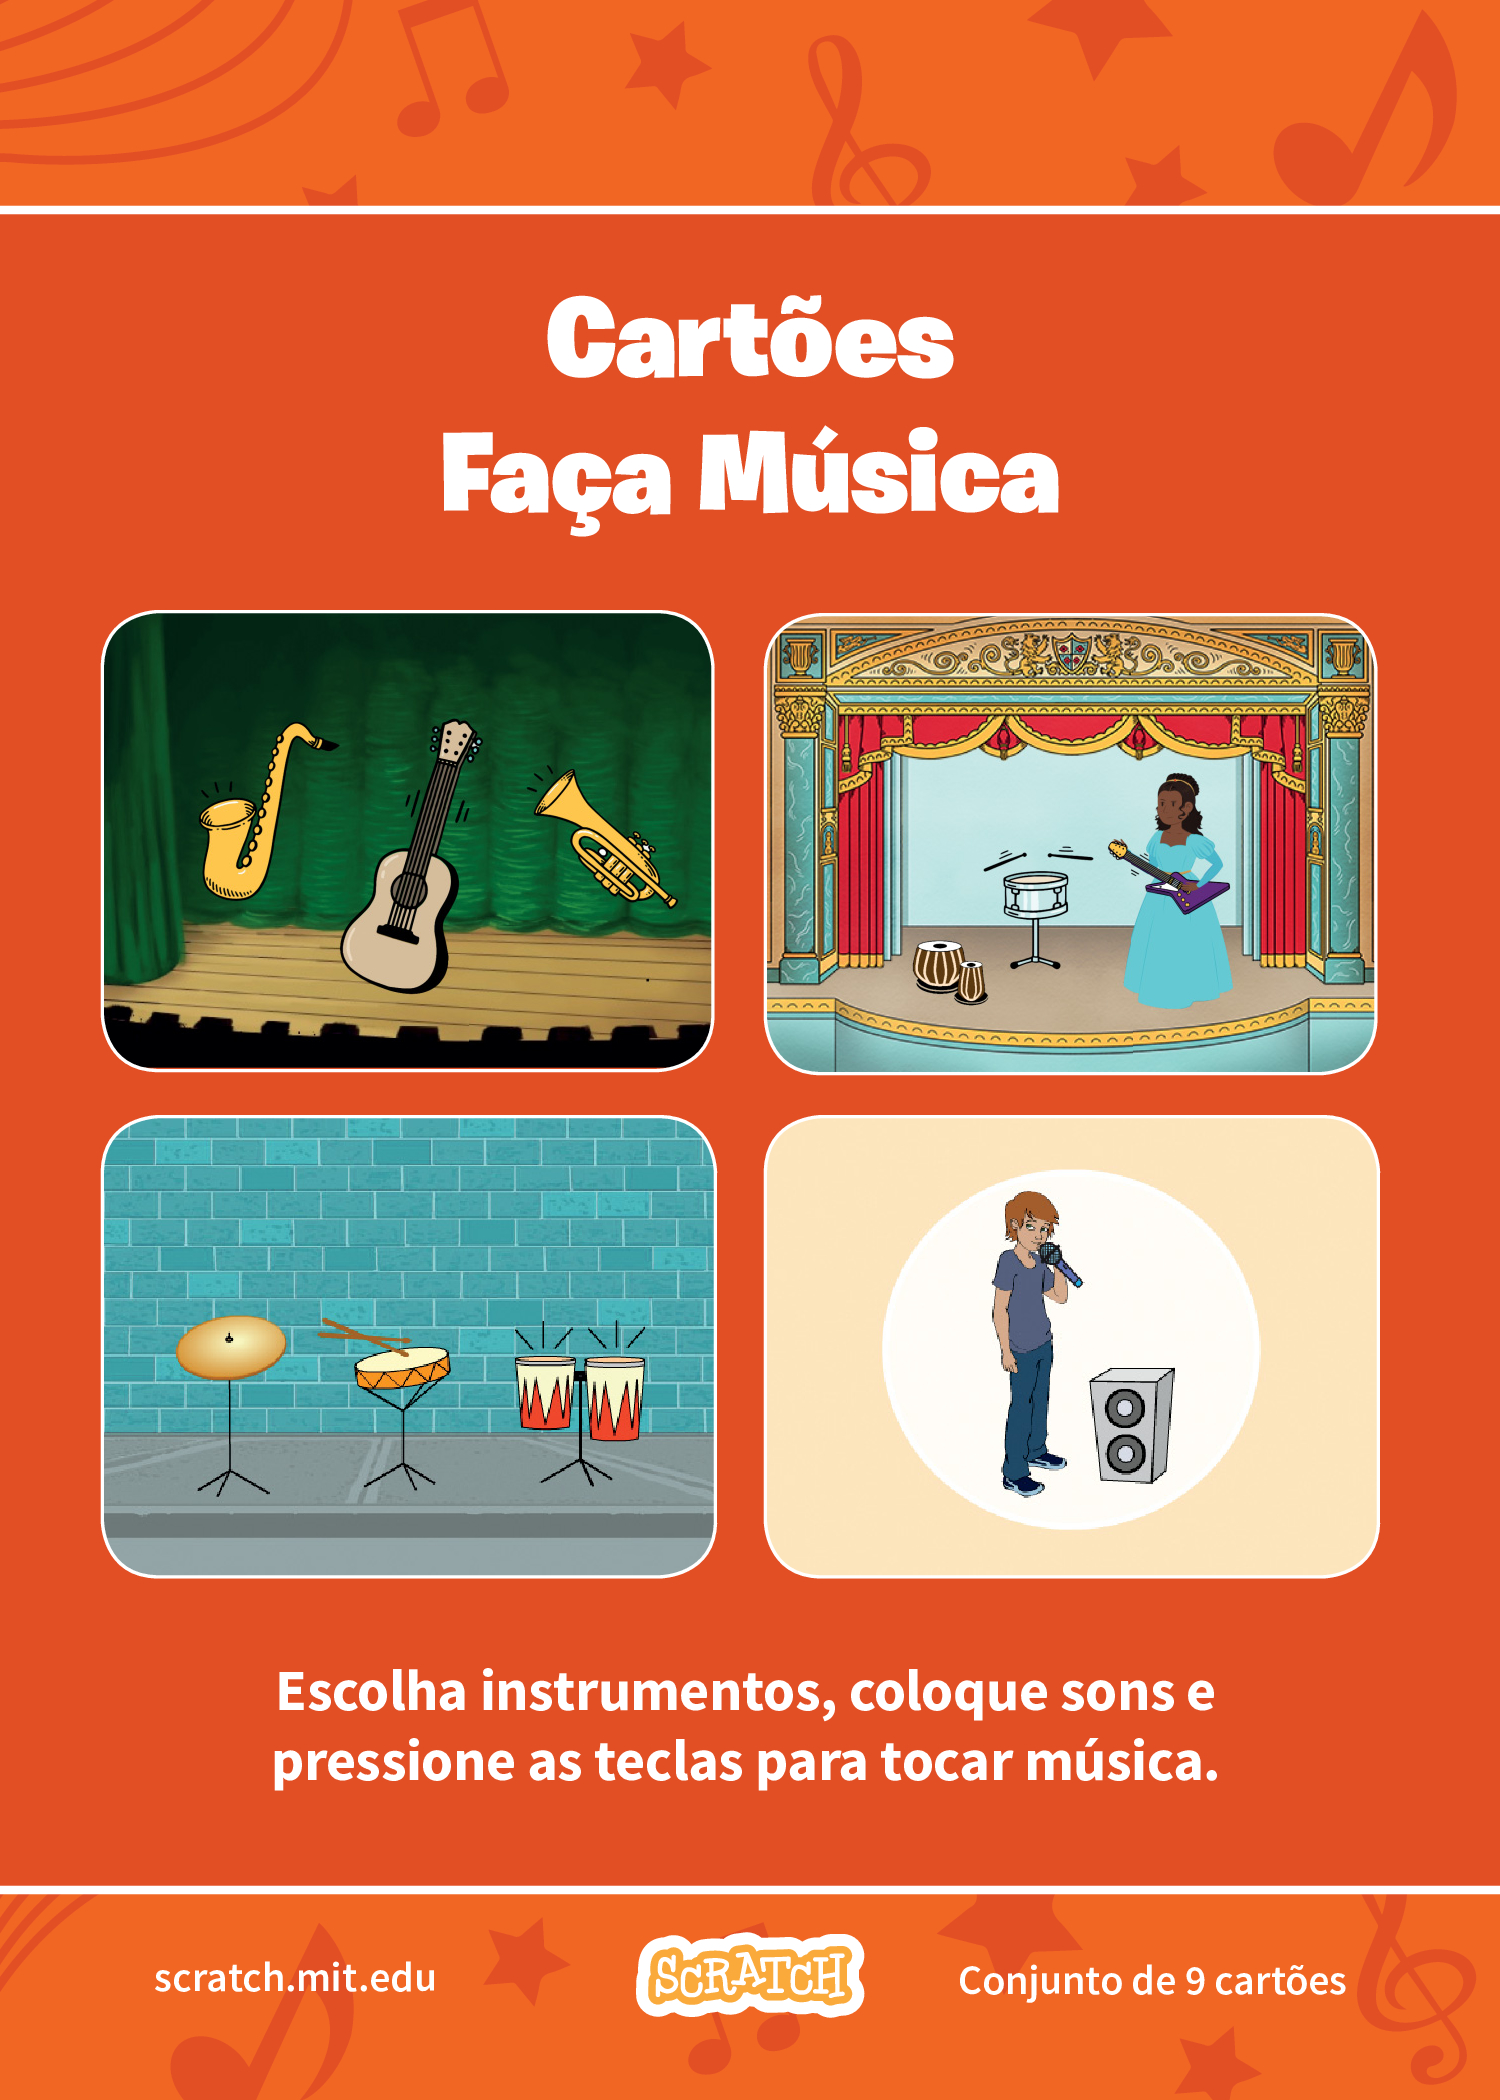 Cartões
Faça Música
Escolha instrumentos, coloque sons e
pressione as teclas para tocar música.
scratch.mit.edu
SCRATCH
Conjunto de 9 cartões